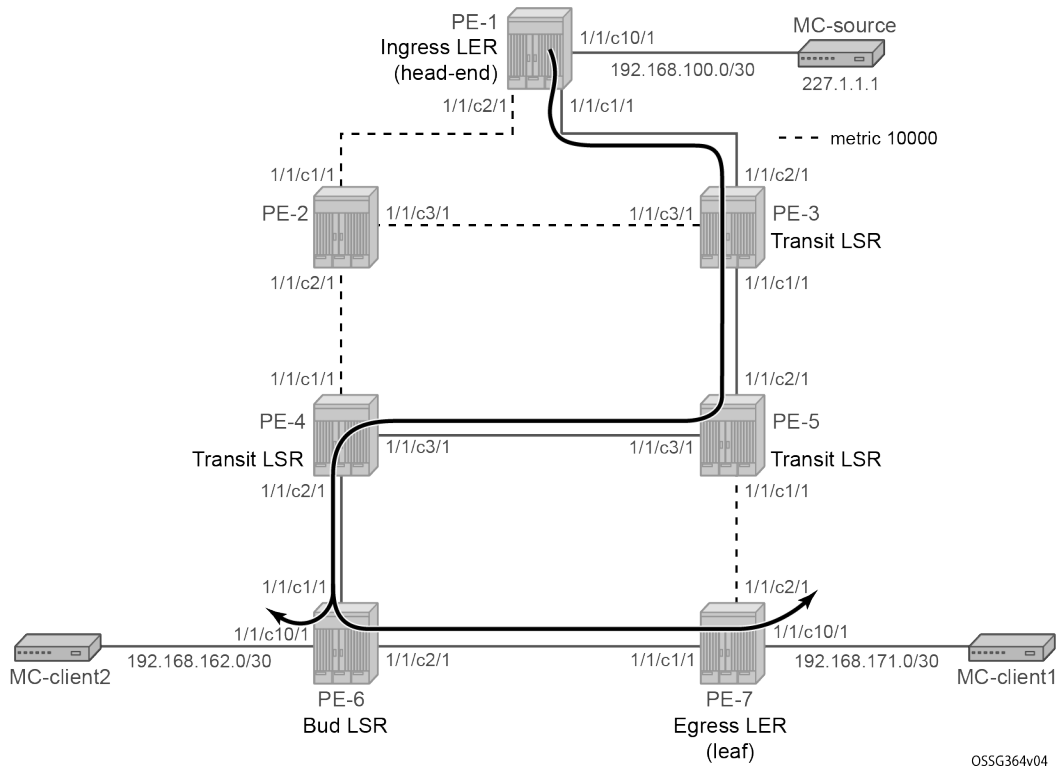 PE-1
Ingress LER
(head-end)
1/1/c10/1
MC-source
192.168.100.0/30
227.1.1.1
1/1/c2/1
1/1/c1/1
metric 10000
1/1/c1/1
1/1/c2/1
PE-2
1/1/c3/1
1/1/c3/1
PE-3
Transit LSR
1/1/c2/1
1/1/c1/1
1/1/c1/1
1/1/c2/1
PE-4
PE-5
1/1/c3/1
1/1/c3/1
Transit LSR
Transit LSR
1/1/c2/1
1/1/c1/1
1/1/c1/1
1/1/c2/1
1/1/c10/1
1/1/c10/1
192.168.162.0/30
1/1/c2/1
1/1/c1/1
192.168.171.0/30
MC-client2
MC-client1
PE-6
Bud LSR
PE-7
Egress LER
(leaf)
OSSG364v04